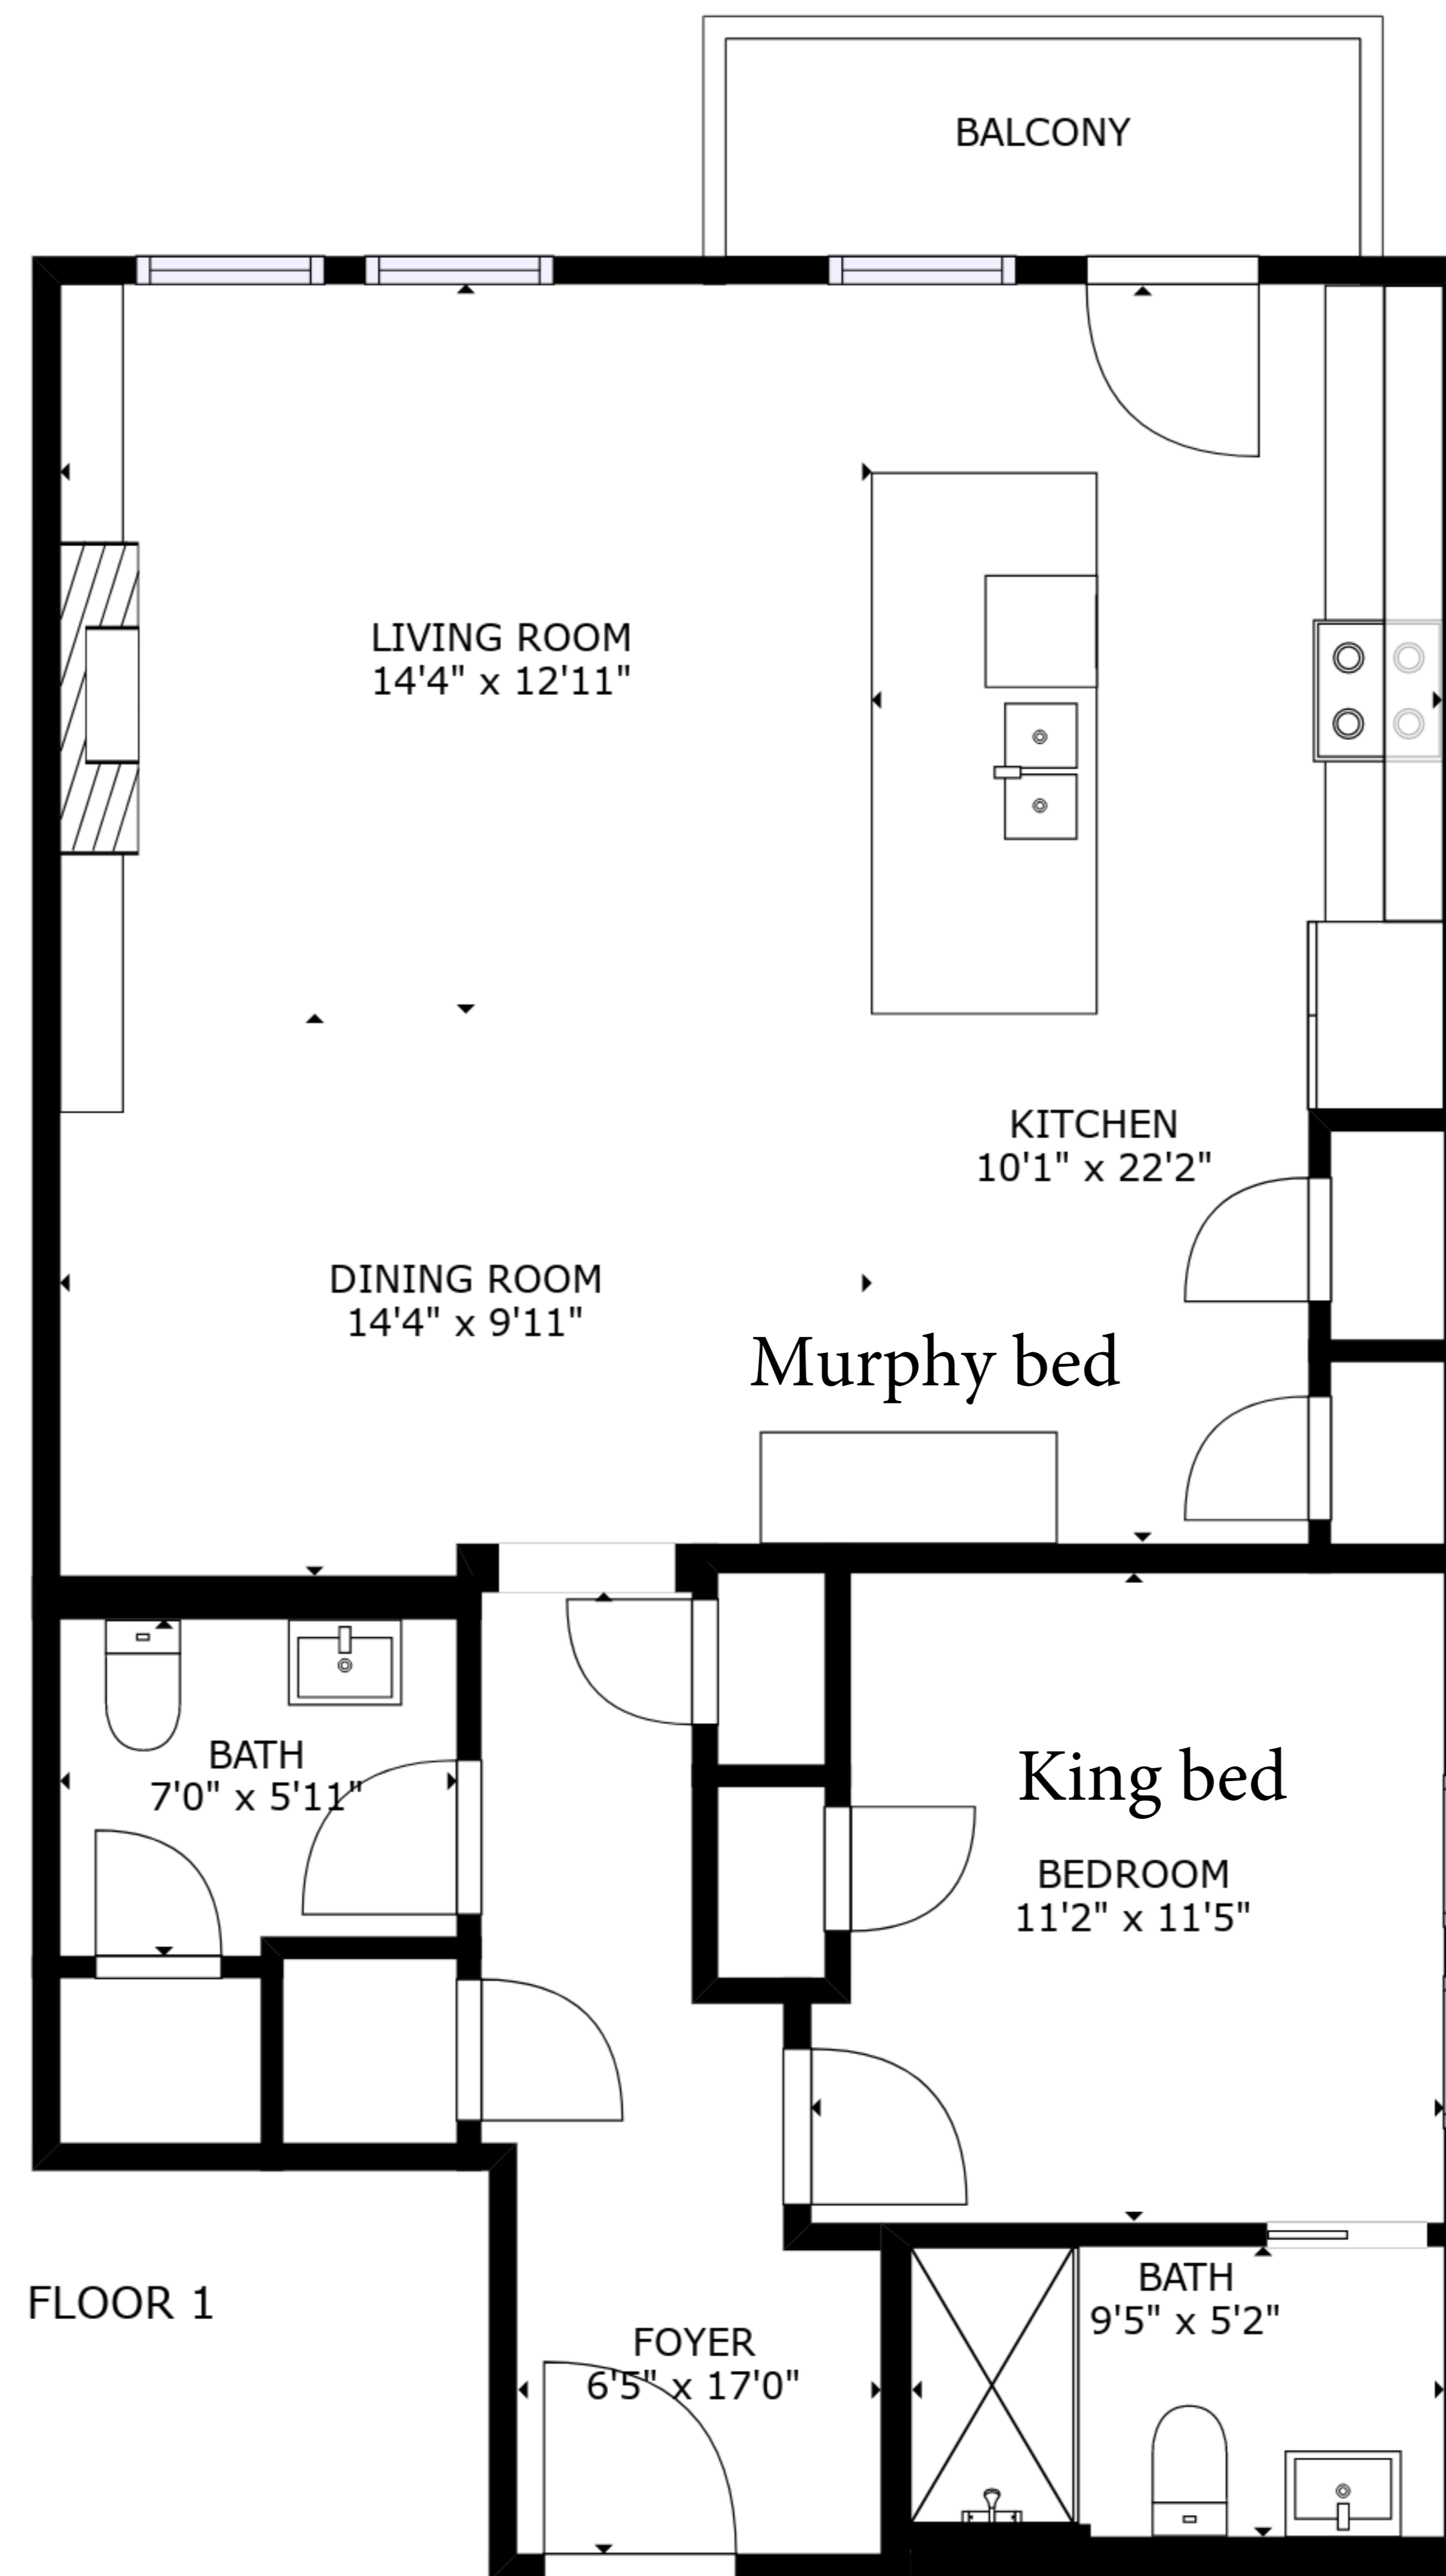 BALCONY
LIVING ROOM
14'4" x 12'11"
KITCHEN
10'1" x 22'2"
DINING ROOM
14'4" x 9'11"
Murphy bed
BATH
7'0" x 5'11"
King bed
BEDROOM
11'2" x 11'5"
FLOOR 1
BATH
9'5" x 5'2"
FOYER
6'5" x 17'0"